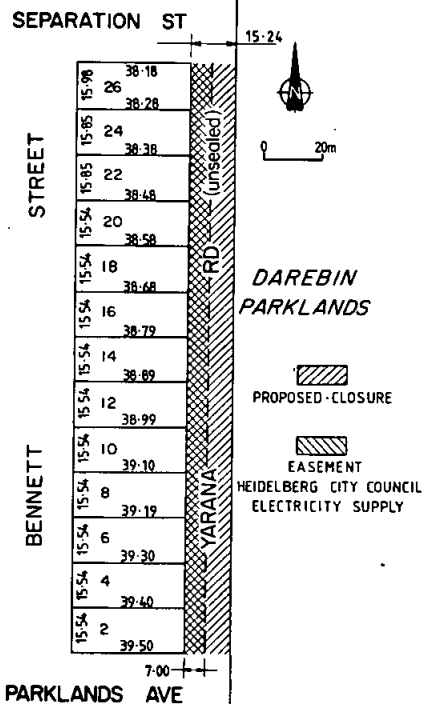 SEPARATION ST
15·24
38·18
15·98 26
38·28
15·85 24
38·38
15·85 22
38·48
15·54 20
38·58
15·54 18
38·68
15·54 16
38·79
15·54 14
38·89
15·54 12
38·99
15·54 10
39·10
15·54 8
39·19
15·54 6
39·30
15·54 4
39·40
15·54 2
39·50
BENNETT STREET
YARANA RD (unsealed)
7·00
PARKLANDS AVE
N
0 20m
DAREBIN
PARKLANDS
PROPOSED·CLOSURE
EASEMENT
HEIDELBERG CITY COUNCIL
ELECTRICITY SUPPLY